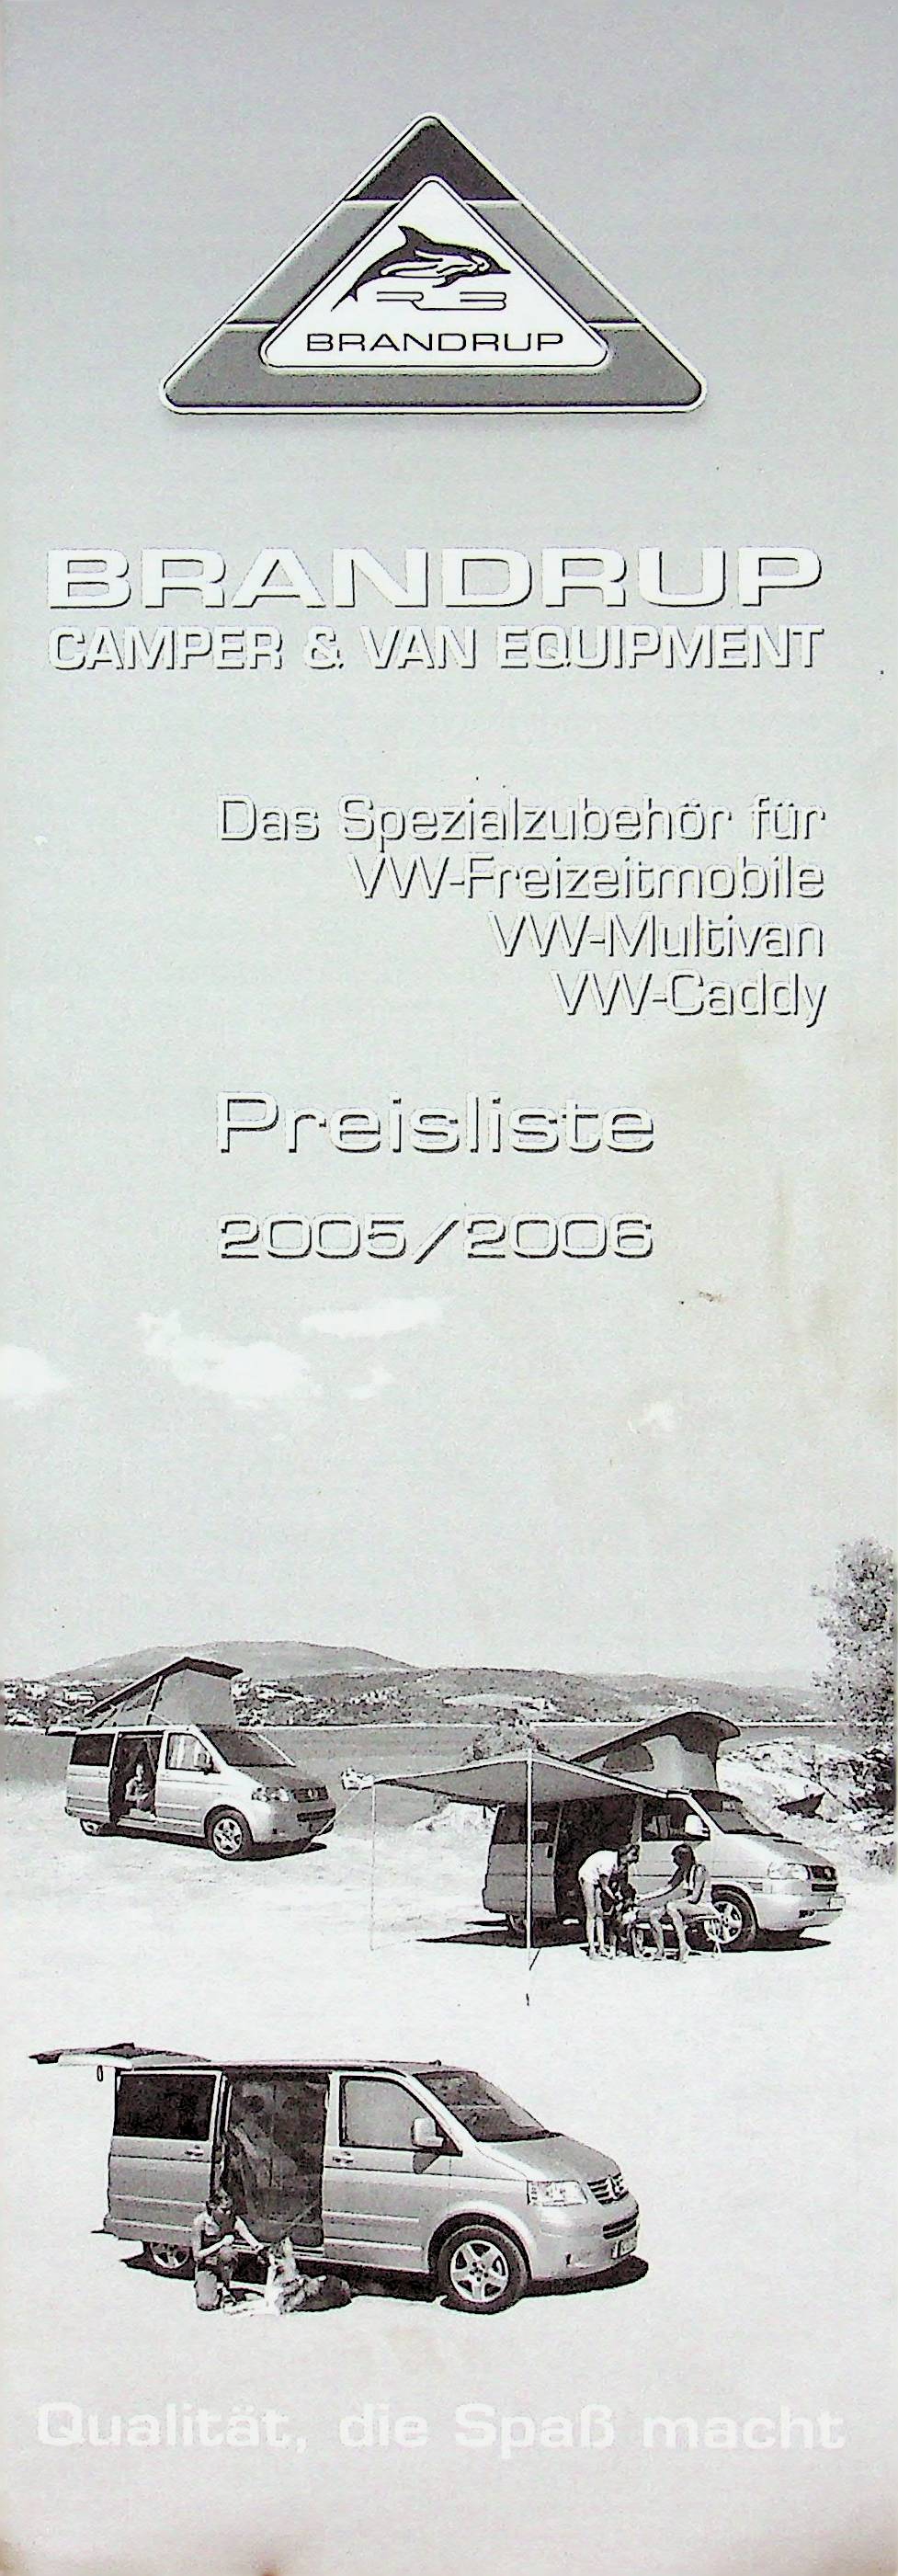 RB
BRANDRUP
BRANDRUP
CAMPER & VAN EQUIPMENT
Das Spezialzubehör für
VW-Freizeitmobile
VW-Multivan
VW-Caddy
Preisliste
2005/2006
Qualität, die Spaß macht